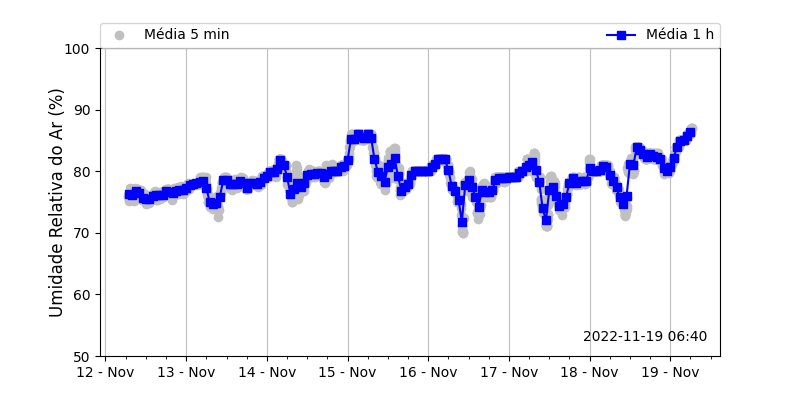 Média 5 min
Média 1 h
Umidade Relativa do Ar (%)
100
90
80
70
60
50
2022-11-19 06:40
12 - Nov
13 - Nov
14 - Nov
15 - Nov
16 - Nov
17 - Nov
18 - Nov
19 - Nov